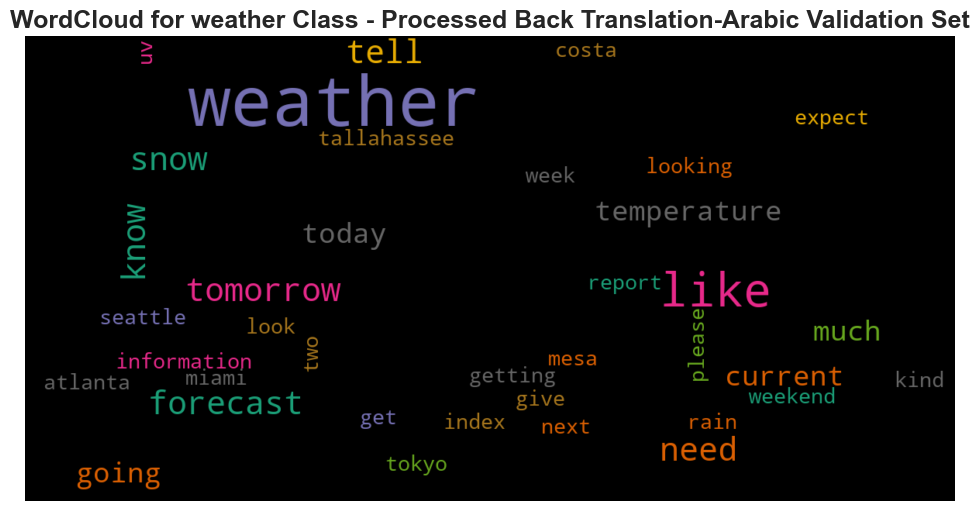 WordCloud for weather Class - Processed Back Translation-Arabic Validation Set
uv
tell
costa
weather
expect
tallahassee
snow
looking
week
know
temperature
today
tomorrow
report
like
seattle
look
please
much
two
information
mesa
atlanta
miami
getting
current
kind
forecast
give
weekend
get
index
next
rain
need
tokyo
going